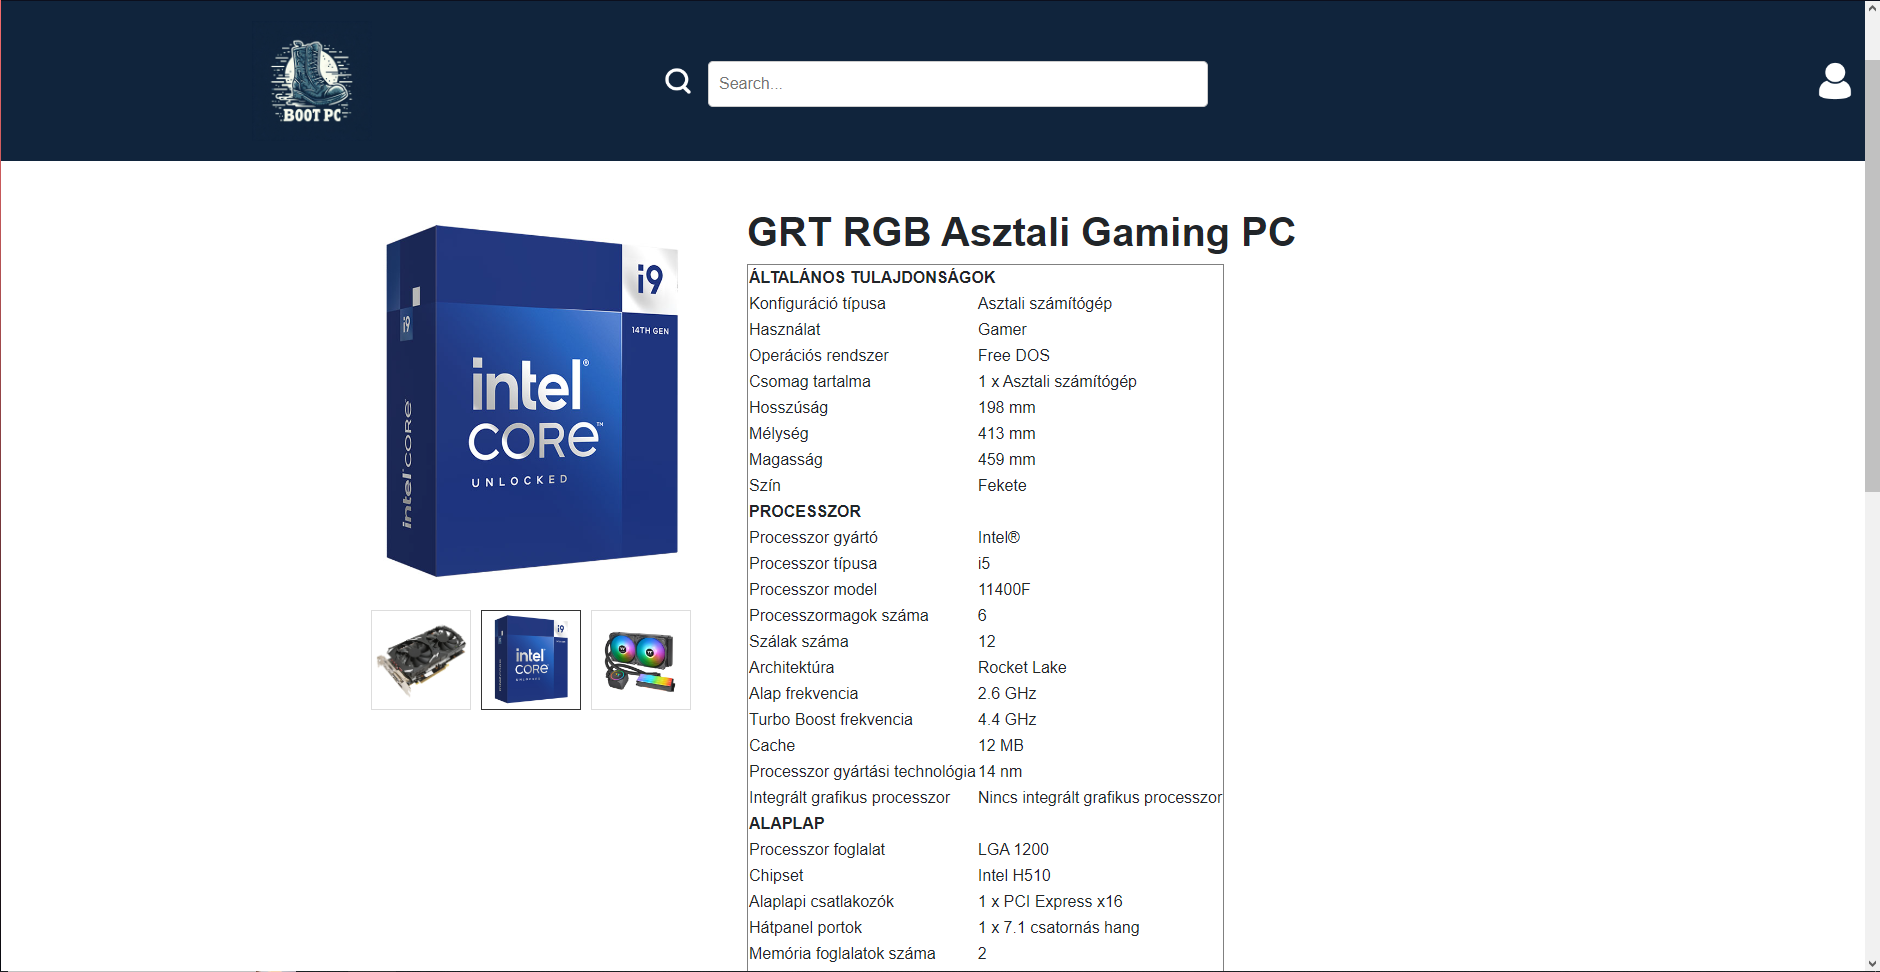 BOOT PC
Search...
GRT RGB Asztali Gaming PC
i9
i9
14TH GEN
intel®
CORE™
UNLOCKED
intel CORE
i9
intel
CORE
ÁLTALÁNOS TULAJDONSÁGOK
Konfiguráció típusa Asztali számítógép
Használat Gamer
Operációs rendszer Free DOS
Csomag tartalma 1 x Asztali számítógép
Hosszúság 198 mm
Mélység 413 mm
Magasság 459 mm
Szín Fekete
PROCESSZOR
Processzor gyártó Intel®
Processzor típusa i5
Processzor model 11400F
Processzormagok száma 6
Szálak száma 12
Architektúra Rocket Lake
Alap frekvencia 2.6 GHz
Turbo Boost frekvencia 4.4 GHz
Cache 12 MB
Processzor gyártási technológia 14 nm
Integrált grafikus processzor Nincs integrált grafikus processzor
ALAPLAP
Processzor foglalat LGA 1200
Chipset Intel H510
Alaplapi csatlakozók 1 x PCI Express x16
Hátpanel portok 1 x 7.1 csatornás hang
Memória foglalatok száma 2